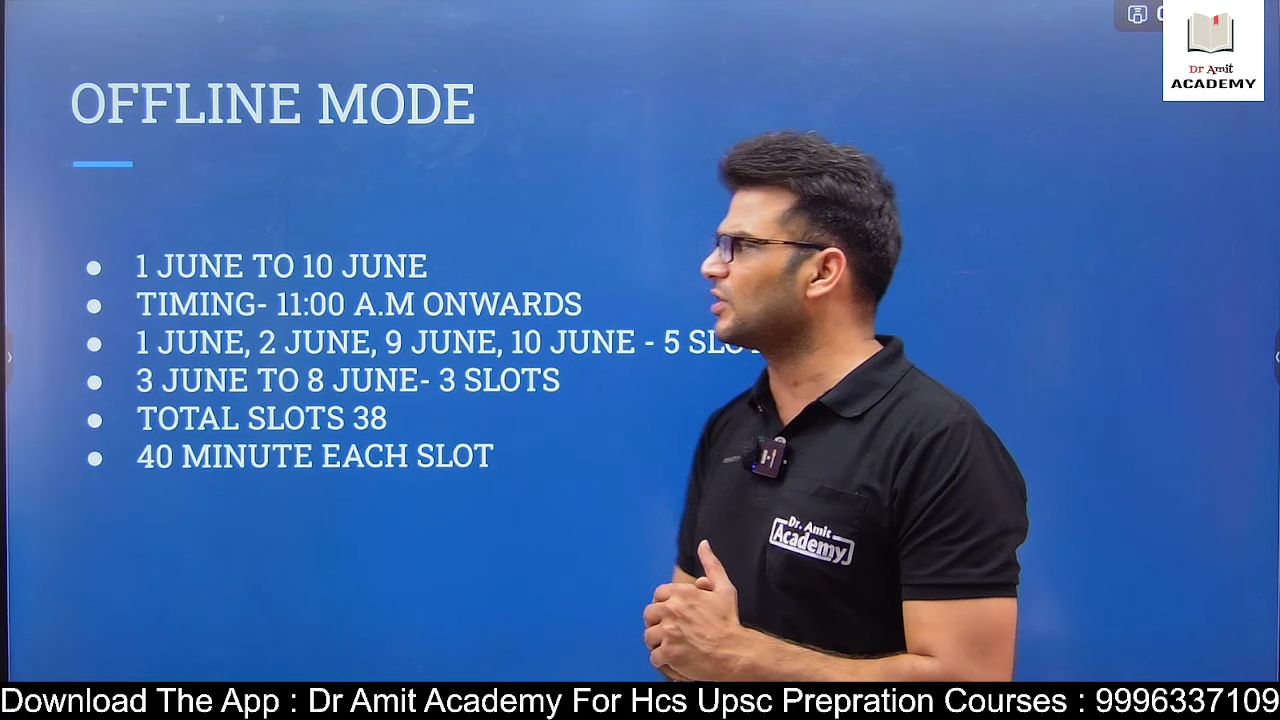 Dr Amit
ACADEMY
OFFLINE MODE
● 1 JUNE TO 10 JUNE
● TIMING- 11:00 A.M ONWARDS
● 1 JUNE, 2 JUNE, 9 JUNE, 10 JUNE - 5
● 3 JUNE TO 8 JUNE- 3 SLOTS
● TOTAL SLOTS 38
● 40 MINUTE EACH SLOT
Dr. Amit
Academy
Download The App : Dr Amit Academy For Hcs Upsc Prepration Courses : 9996337109